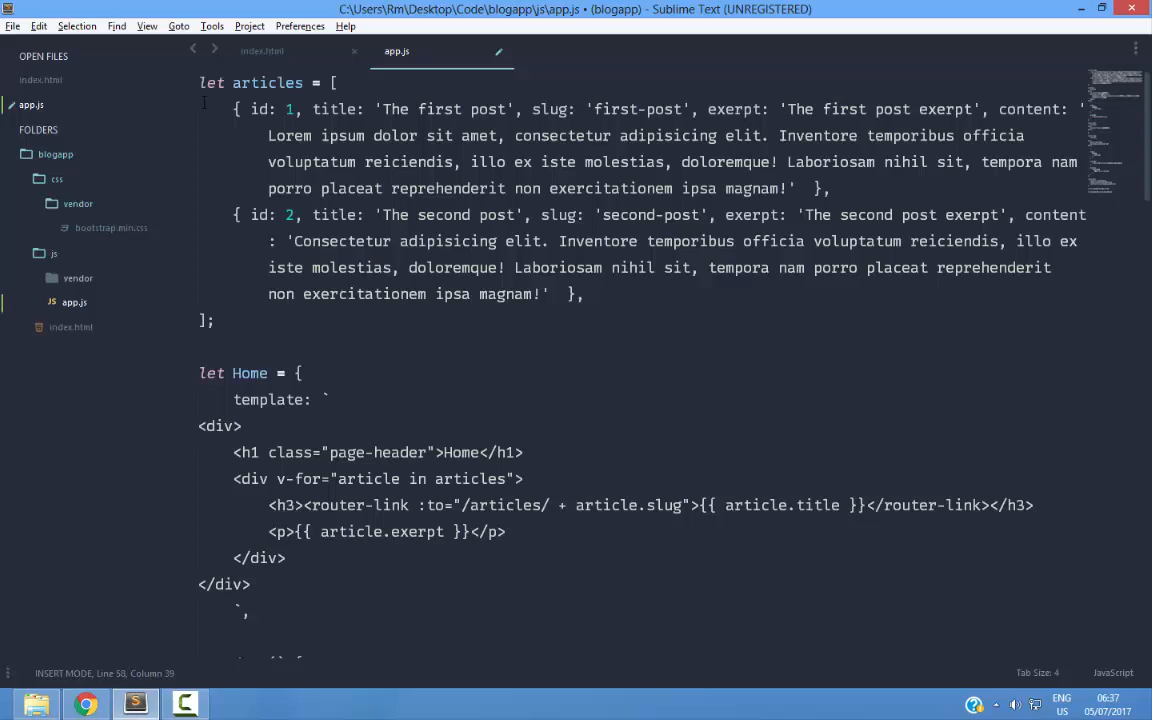 C:\Users\Rm\Desktop\Code\blogapp\js\app.js • (blogapp) - Sublime Text (UNREGISTERED)
File Edit Selection Find View Goto Tools Project Preferences Help
OPEN FILES
index.html
app.js
FOLDERS
blogapp
css
vendor
bootstrap.min.css
js
vendor
JS app.js
index.html
index.html
app.js
let articles = [
{ id: 1, title: 'The first post', slug: 'first-post', exerpt: 'The first post exerpt', content: '
Lorem ipsum dolor sit amet, consectetur adipisicing elit. Inventore temporibus officia
voluptatum reiciendis, illo ex iste molestias, doloremque! Laboriosam nihil sit, tempora nam
porro placeat reprehenderit non exercitationem ipsa magnam!'  },
{ id: 2, title: 'The second post', slug: 'second-post', exerpt: 'The second post exerpt', content
: 'Consectetur adipisicing elit. Inventore temporibus officia voluptatum reiciendis, illo ex
iste molestias, doloremque! Laboriosam nihil sit, tempora nam porro placeat reprehenderit
non exercitationem ipsa magnam!'  },
];
let Home = {
template: `
<div>
<h1 class="page-header">Home</h1>
<div v-for="article in articles">
<h3><router-link :to="/articles/ + article.slug">{{ article.title }}</router-link></h3>
<p>{{ article.exerpt }}</p>
</div>
</div>
`,
INSERT MODE, Line 58, Column 39
Tab Size: 4
JavaScript
ENG
US
06:37
05/07/2017